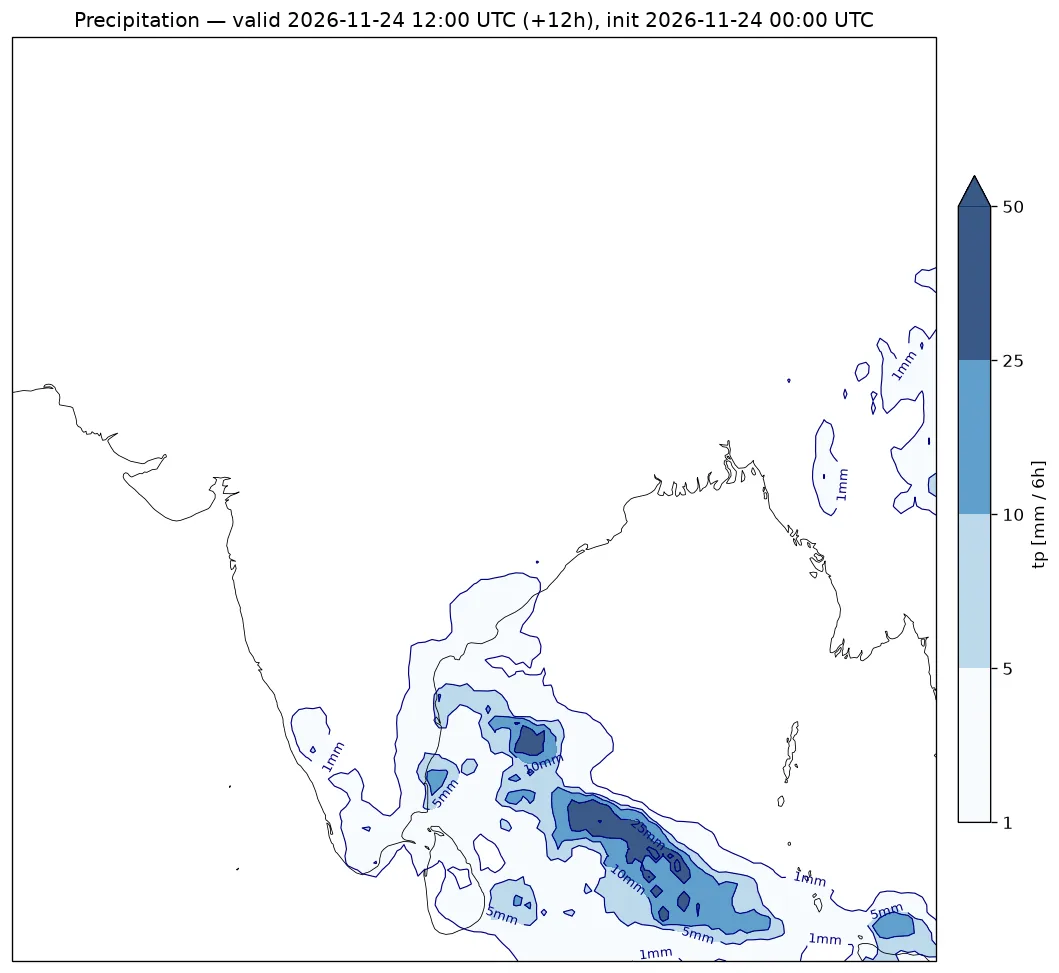 Precipitation — valid 2026-11-24 12:00 UTC (+12h), init 2026-11-24 00:00 UTC
50
25
10
5
1
tp [mm / 6h]
1mm
1mm
1mm
10mm
5mm
25mm
10mm
1mm
5mm
5mm
5mm
1mm
1mm